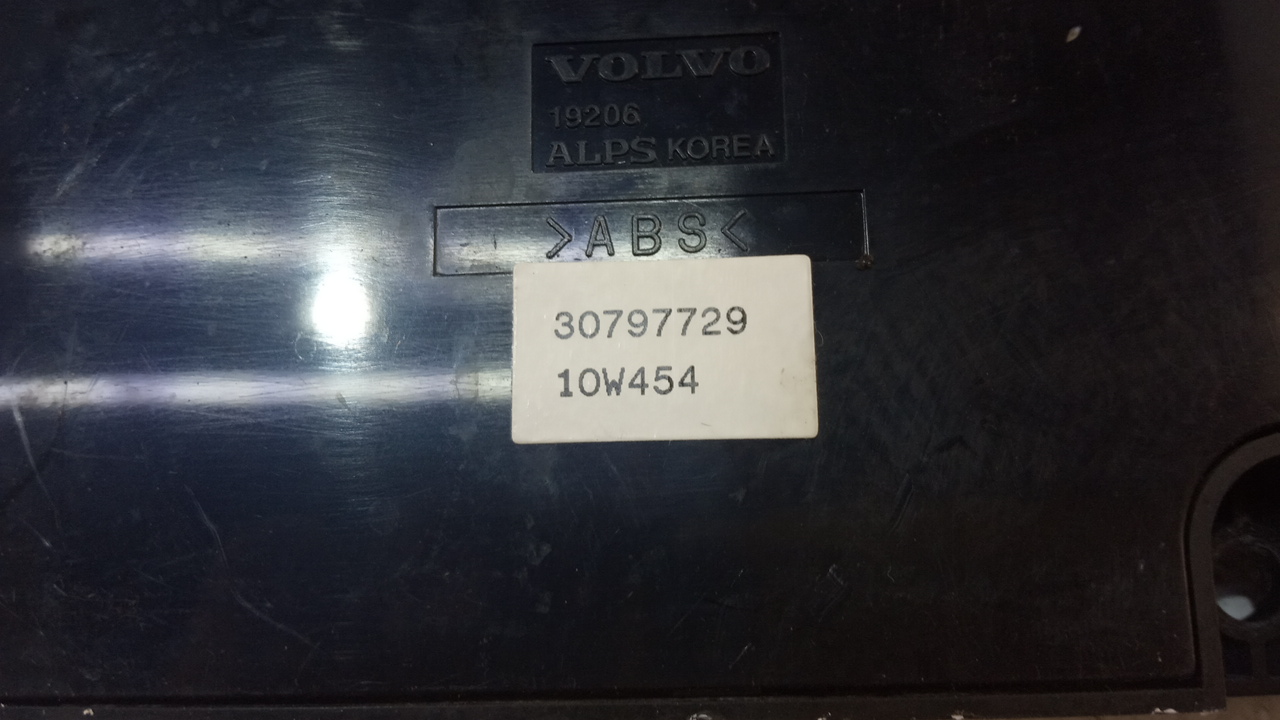 VOLVO
19206
ALPS KOREA
>ABS<
30797729
10W454